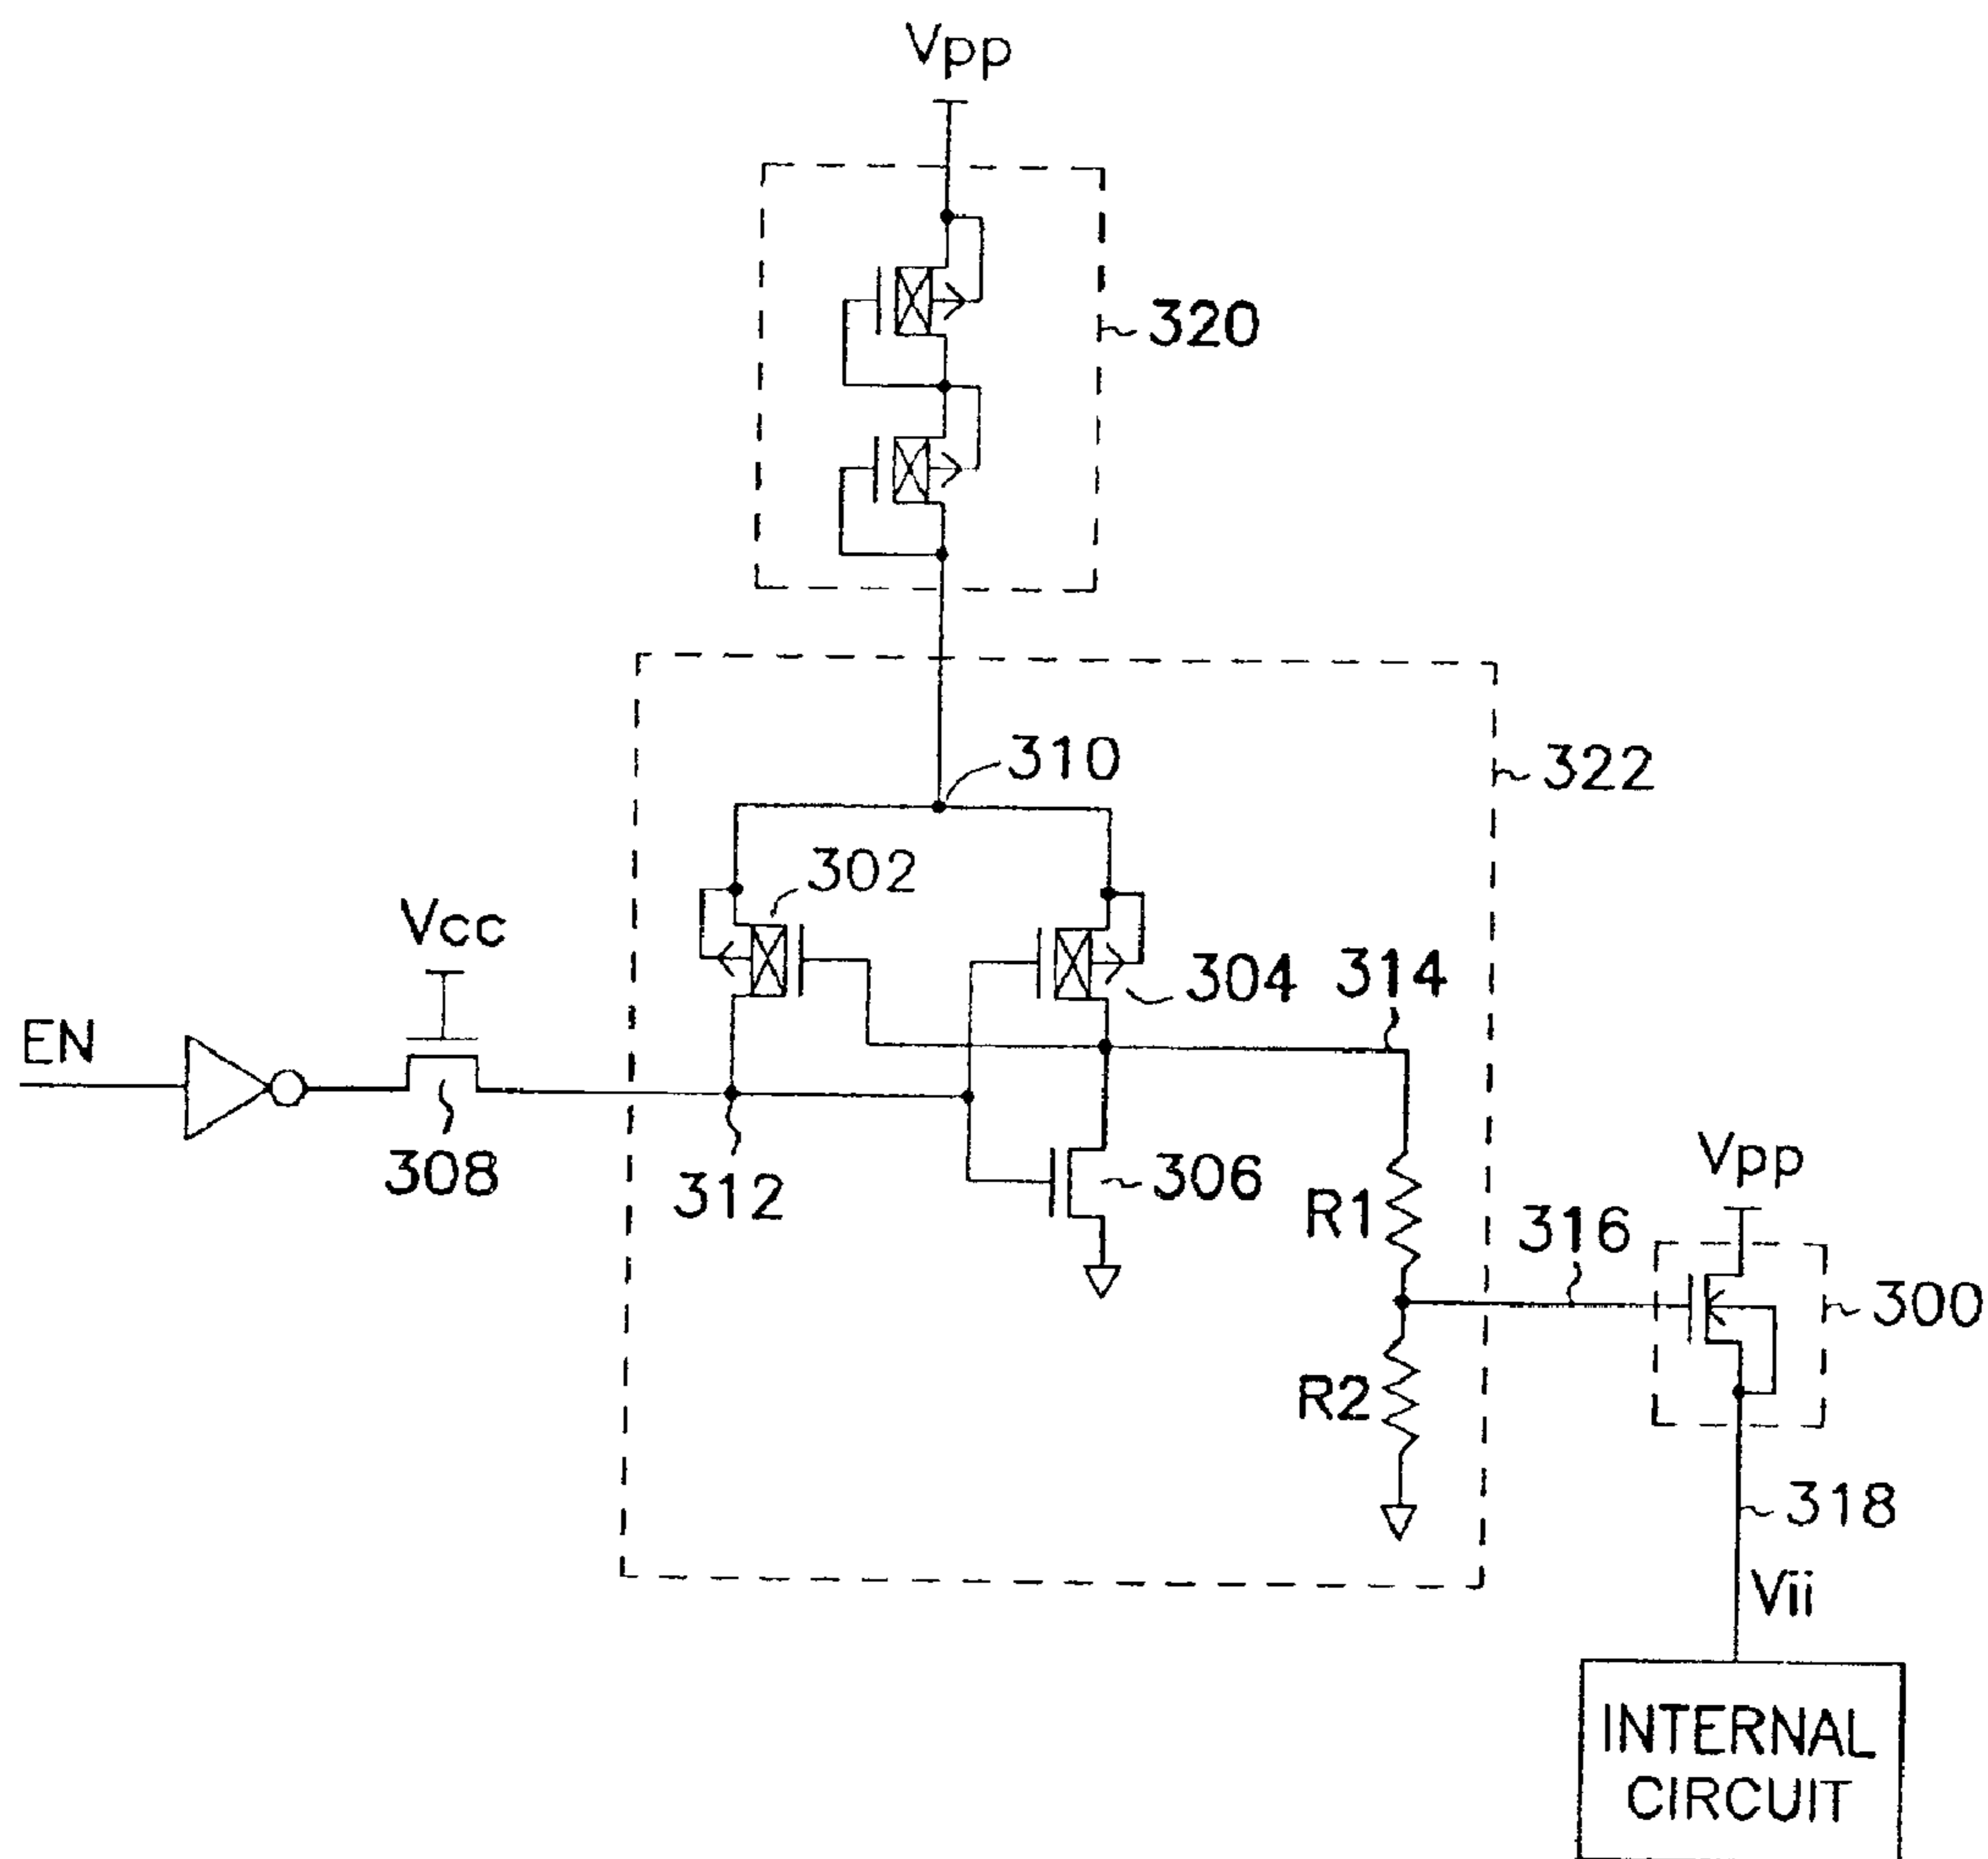 Vpp
320
310
322
302
Vcc
304
314
EN
308
312
306
R1
316
Vpp
300
R2
318
Vii
INTERNAL
CIRCUIT